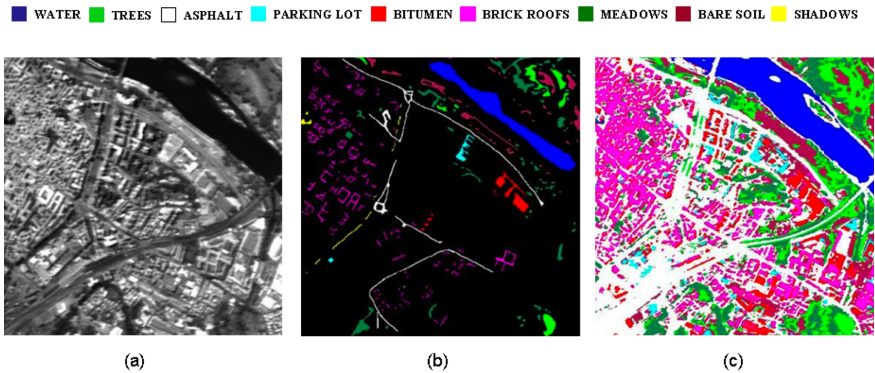 WATER TREES ASPHALT PARKING LOT BITUMEN BRICK ROOFS MEADOWS BARE SOIL SHADOWS
(a) (b) (c)